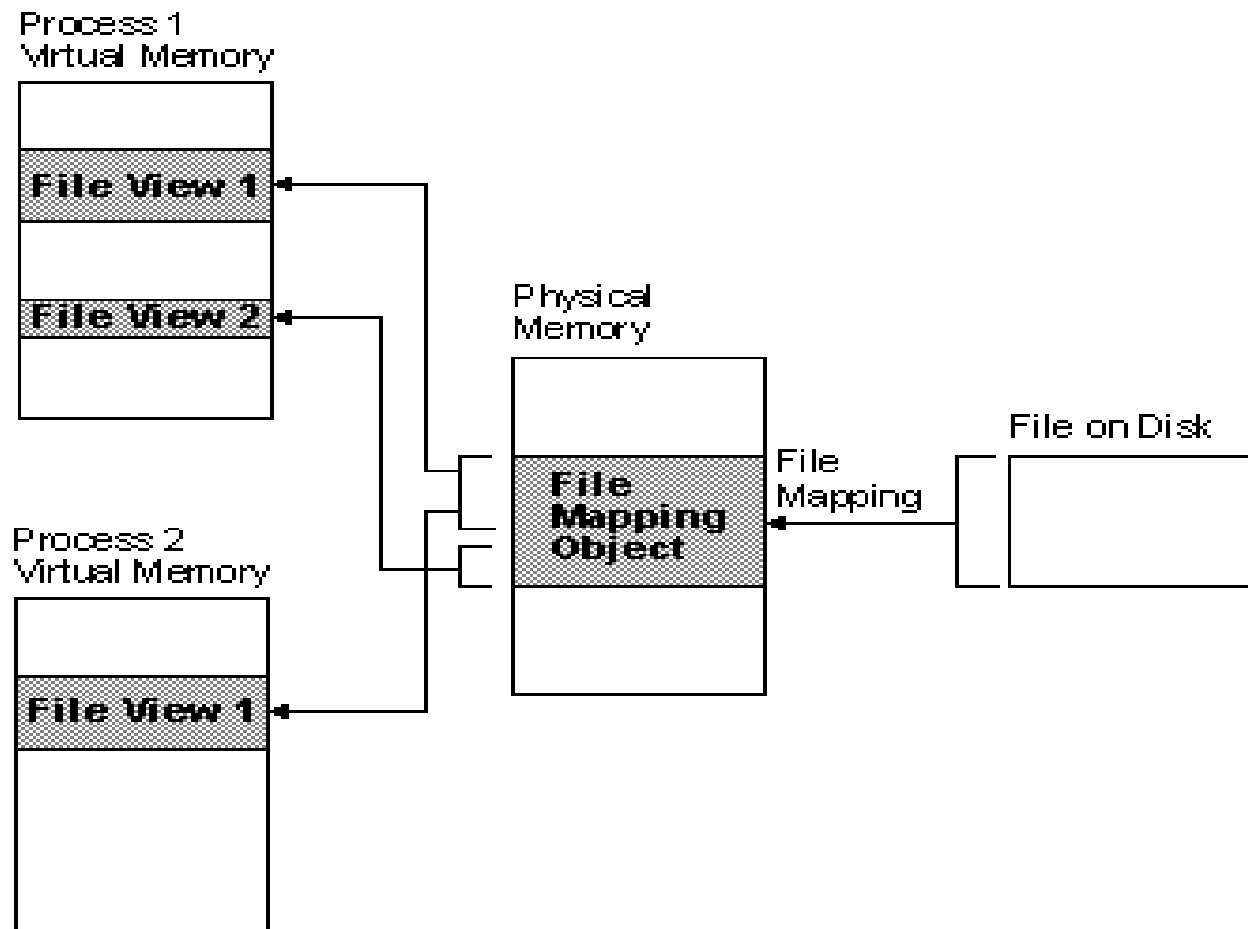 Process 1
Virtual Memory
File View 1
File View 2
Physical
Memory
File
Mapping
Object
File
Mapping
File on Disk
Process 2
Virtual Memory
File View 1